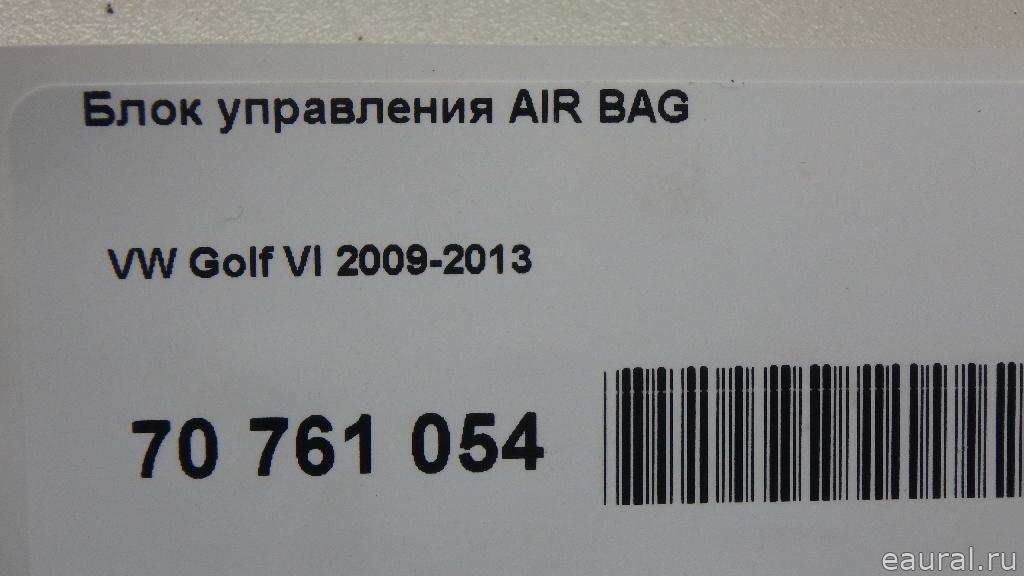 Блок управления AIR BAG
VW Golf VI 2009-2013
70 761 054
eaural.ru